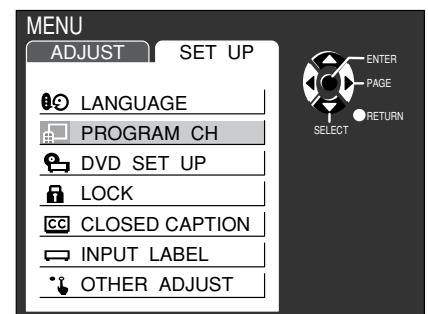 MENU
ADJUST SET UP
LANGUAGE
PROGRAM CH
DVD SET UP
LOCK
CC CLOSED CAPTION
INPUT LABEL
OTHER ADJUST
ENTER
PAGE
RETURN
SELECT